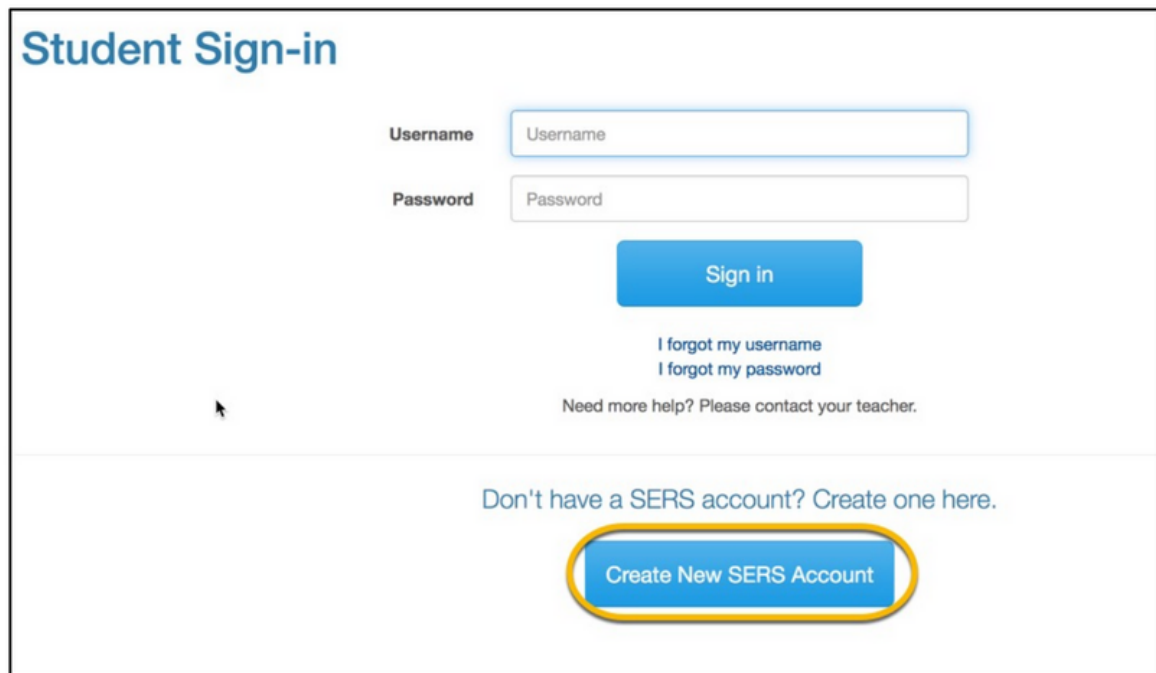 Student Sign-in
Username Username
Password Password
Sign in
I forgot my username
I forgot my password
Need more help? Please contact your teacher.
Don't have a SERS account? Create one here.
Create New SERS Account